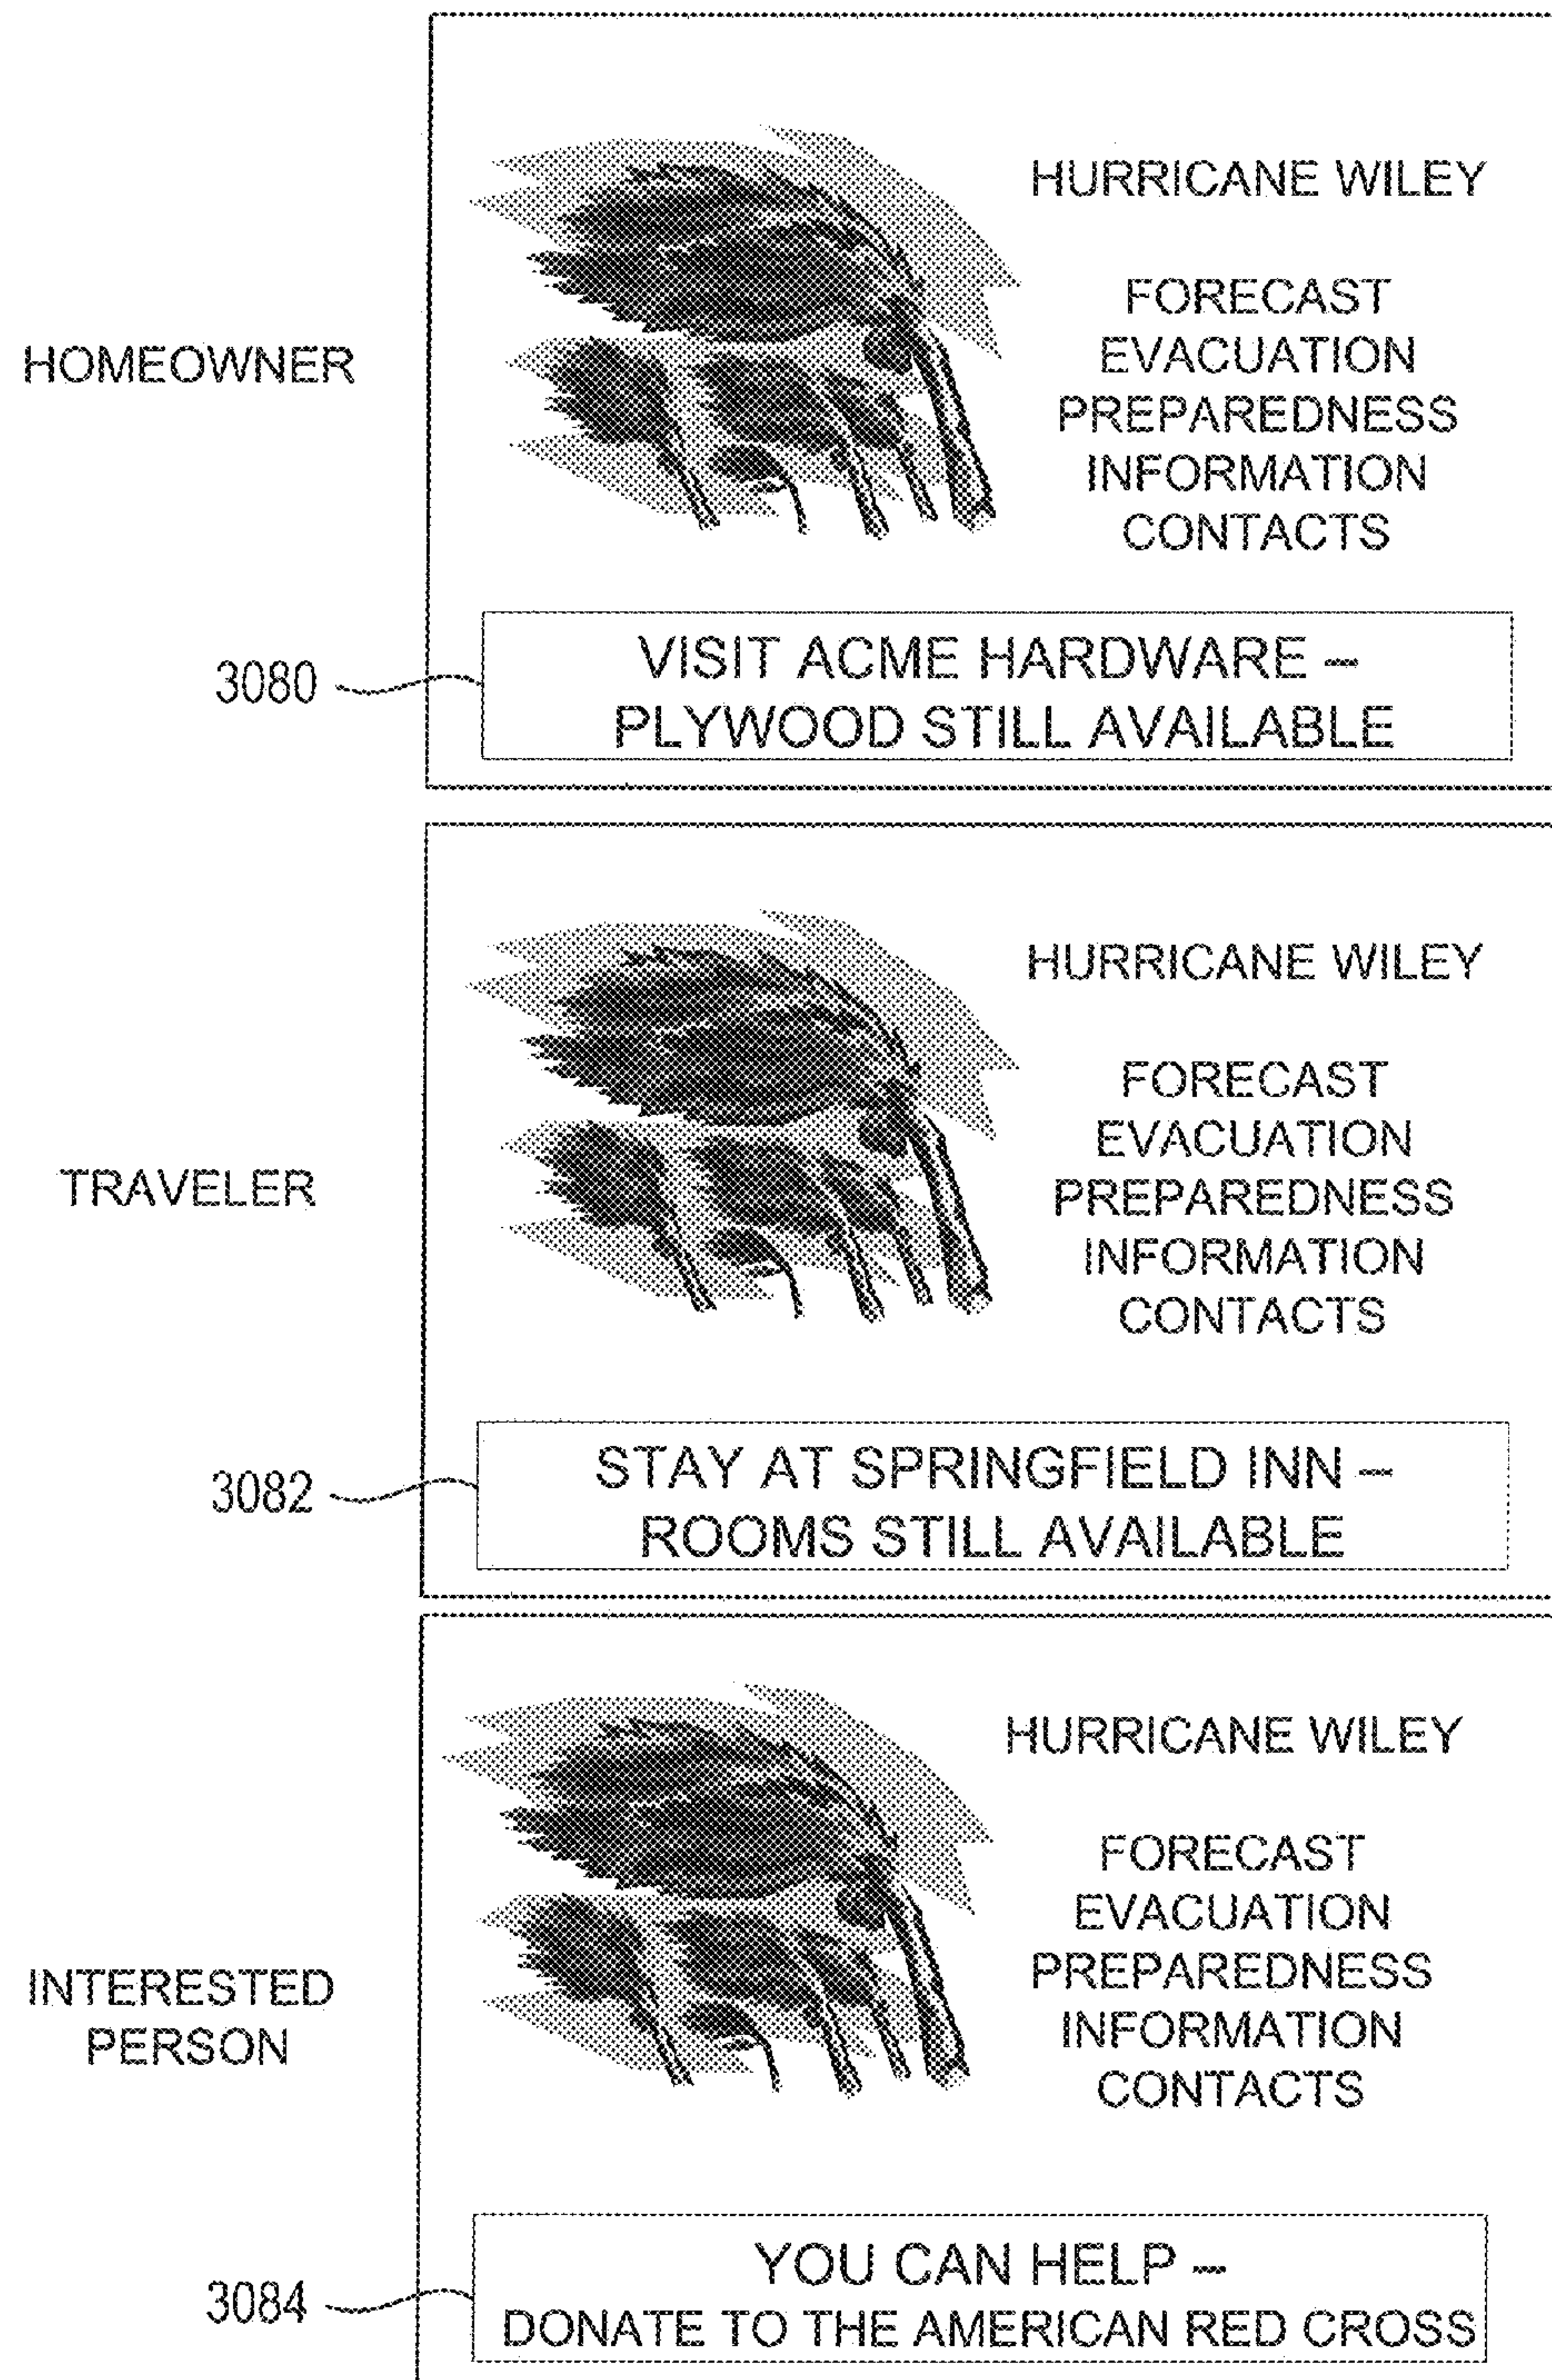 HOMEOWNER
HURRICANE WILEY
FORECAST
EVACUATION
PREPAREDNESS
INFORMATION
CONTACTS
3080
VISIT ACME HARDWARE –
PLYWOOD STILL AVAILABLE
TRAVELER
HURRICANE WILEY
FORECAST
EVACUATION
PREPAREDNESS
INFORMATION
CONTACTS
3082
STAY AT SPRINGFIELD INN –
ROOMS STILL AVAILABLE
INTERESTED
PERSON
HURRICANE WILEY
FORECAST
EVACUATION
PREPAREDNESS
INFORMATION
CONTACTS
3084
YOU CAN HELP –
DONATE TO THE AMERICAN RED CROSS